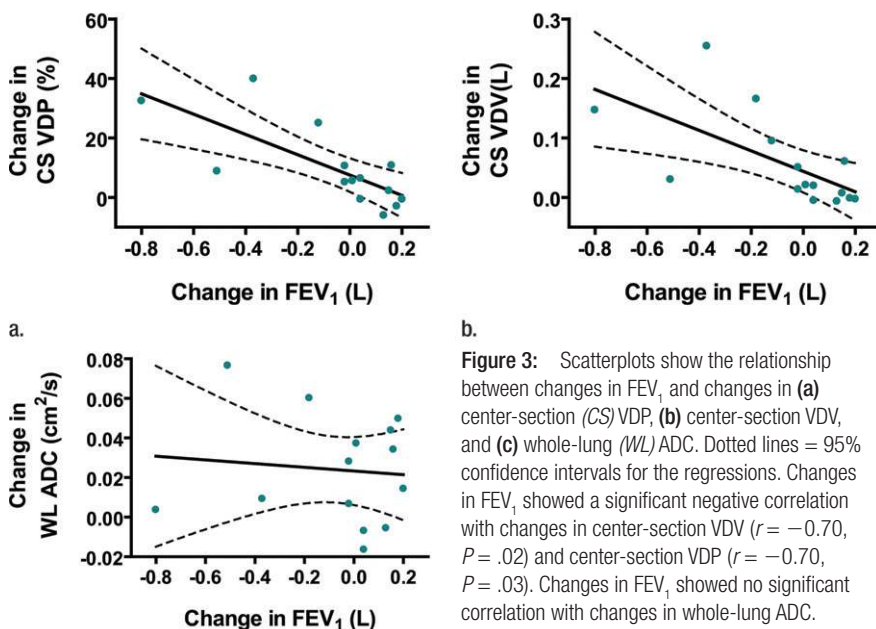 Change in
CS VDP (%)
60
40
20
0
-0.8 -0.6 -0.4 -0.2 0.0 0.2
Change in FEV₁ (L)
a.
Change in
CS VDV(L)
0.3
0.2
0.1
0.0
-0.8 -0.6 -0.4 -0.2 0.0 0.2
Change in FEV₁ (L)
b.
Change in
WL ADC (cm²/s)
0.08
0.06
0.04
0.02
0.00
-0.02
-0.8 -0.6 -0.4 -0.2 0.0 0.2
Change in FEV₁ (L)
Figure 3: Scatterplots show the relationship
between changes in FEV₁ and changes in (a)
center-section (CS) VDP, (b) center-section VDV,
and (c) whole-lung (WL) ADC. Dotted lines = 95%
confidence intervals for the regressions. Changes
in FEV₁ showed a significant negative correlation
with changes in center-section VDV (r = −0.70,
P = .02) and center-section VDP (r = −0.70,
P = .03). Changes in FEV₁ showed no significant
correlation with changes in whole-lung ADC.